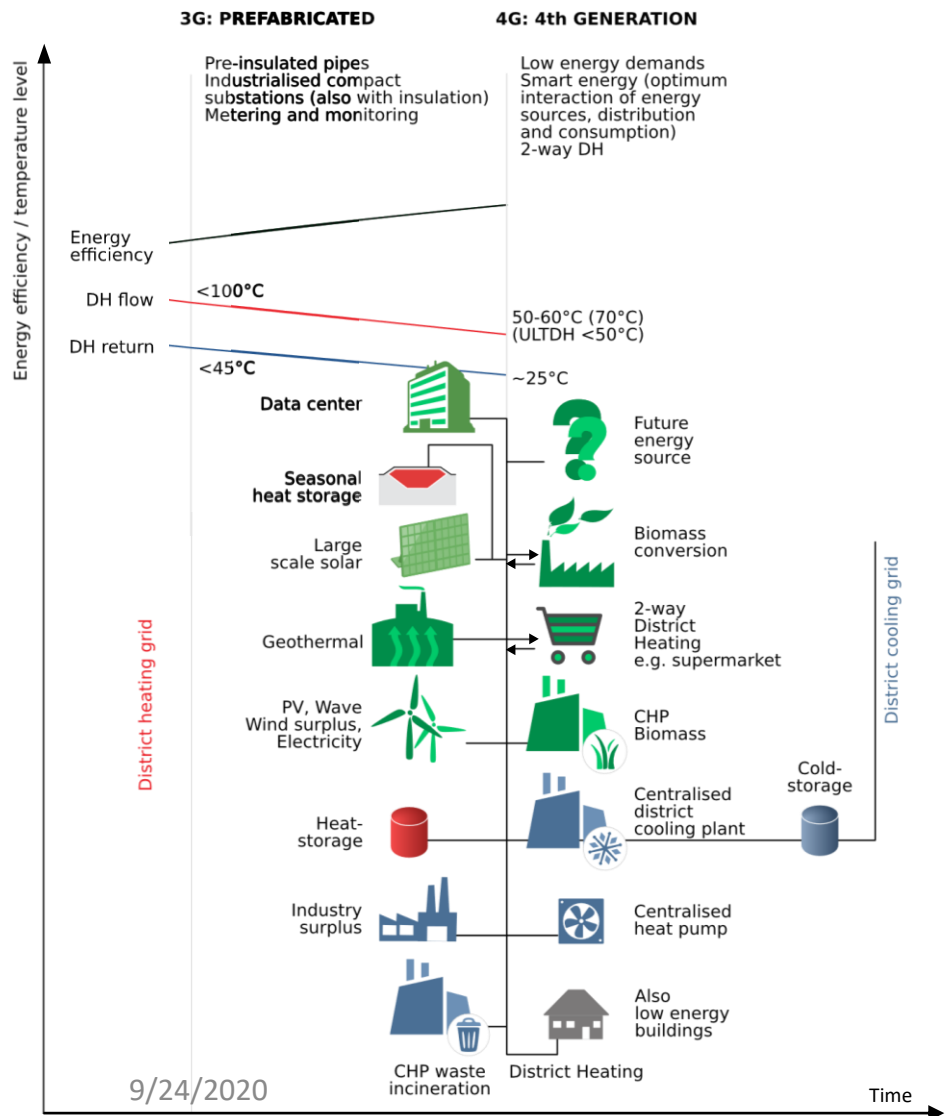 3G: PREFABRICATED
4G: 4th GENERATION
Pre-insulated pipes
Industrialised compact
substations (also with insulation)
Metering and monitoring
Low energy demands
Smart energy (optimum
interaction of energy
sources, distribution
and consumption)
2-way DH
Energy efficiency / temperature level
Energy
efficiency
DH flow
<100°C
50-60°C (70°C)
(ULTDH <50°C)
DH return
<45°C
~25°C
Data center
Future
energy
source
Seasonal
heat storage
Large
scale solar
Biomass
conversion
Geothermal
2-way
District
Heating
e.g. supermarket
District heating grid
District cooling grid
PV, Wave
Wind surplus,
Electricity
CHP
Biomass
Heat-
storage
Centralised
district
cooling plant
Cold-
storage
Industry
surplus
Centralised
heat pump
Also
low energy
buildings
CHP waste
incineration
District Heating
9/24/2020
Time